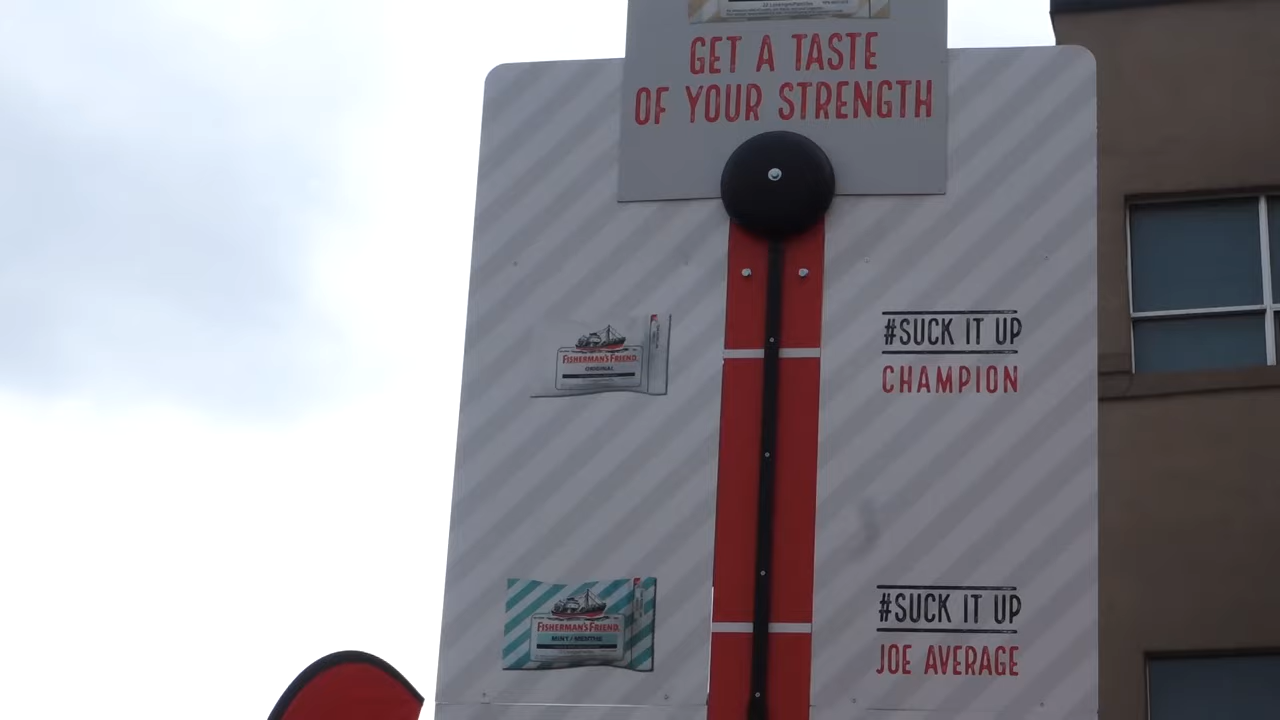 GET A TASTE
OF YOUR STRENGTH
#SUCK IT UP
CHAMPION
FISHERMAN'S FRIEND
ORIGINAL
#SUCK IT UP
JOE AVERAGE
FISHERMAN'S FRIEND
MINT / MENTHE